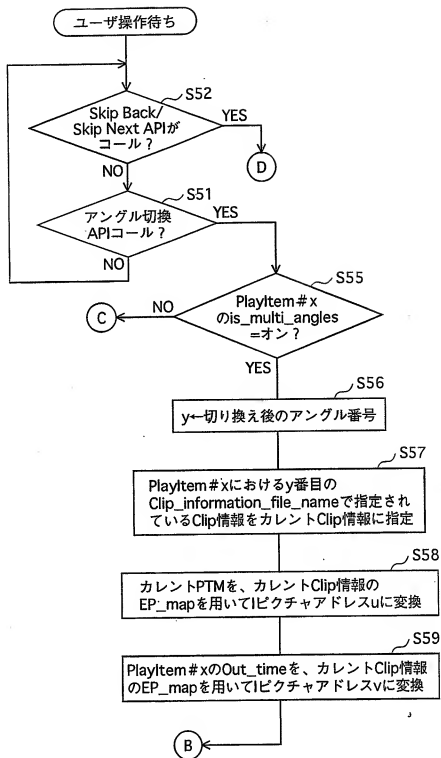 ユーザ操作待ち
S52
Skip Back/
Skip Next APIが
コール？
YES
D
NO
S51
アングル切換
APIコール？
YES
NO
S55
PlayItem＃x
のis_multi_angles
=オン？
NO
C
YES
S56
y←切り換え後のアングル番号
S57
PlayItem＃xにおけるy番目の
Clip_information_file_nameで指定され
ているClip情報をカレントClip情報に指定
S58
カレントPTMを、カレントClip情報の
EP_mapを用いてIピクチャアドレスuに変換
S59
PlayItem＃xのOut_timeを、カレントClip情報
のEP_mapを用いてIピクチャアドレスvに変換
B